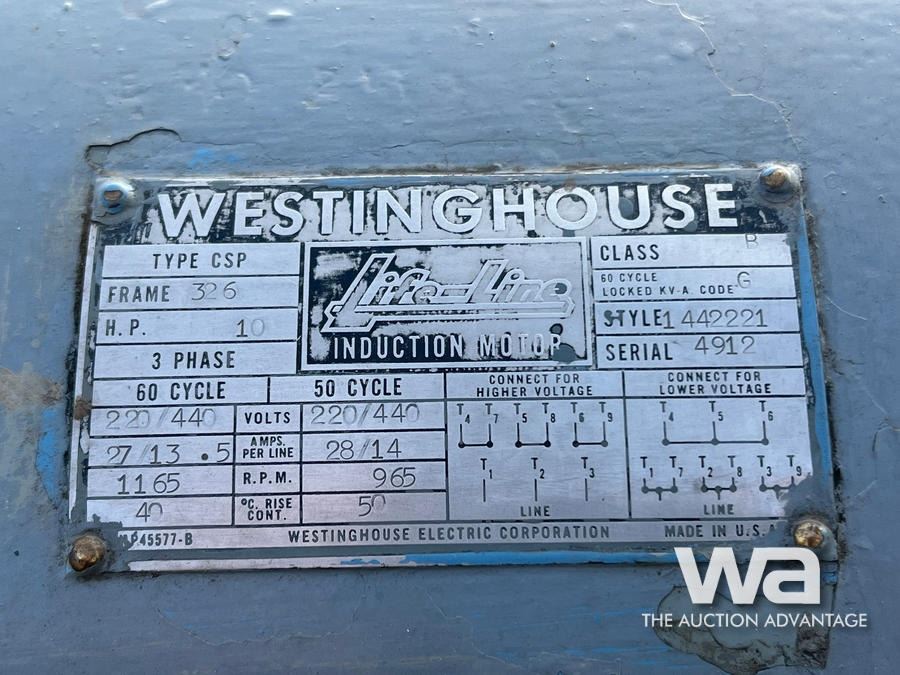 WESTINGHOUSE
TYPE CSP
FRAME 326
H.P. 10
3 PHASE
Life-Line
INDUCTION MOTOR
CLASS B
60 CYCLE
LOCKED KV-A. CODE G
STYLE 1442221
SERIAL 4912
60 CYCLE 50 CYCLE
220/440 VOLTS 220/440
27/13.5 AMPS. PER LINE 28/14
1165 R.P.M. 965
40 °C. RISE CONT. 50
CONNECT FOR
HIGHER VOLTAGE
T4 T7 T5 T8 T6 T9
T1 T2 T3
LINE
CONNECT FOR
LOWER VOLTAGE
T4 T5 T6
T1 T7 T2 T8 T3 T9
LINE
45577-B WESTINGHOUSE ELECTRIC CORPORATION MADE IN U.S.A
wa
THE AUCTION ADVANTAGE